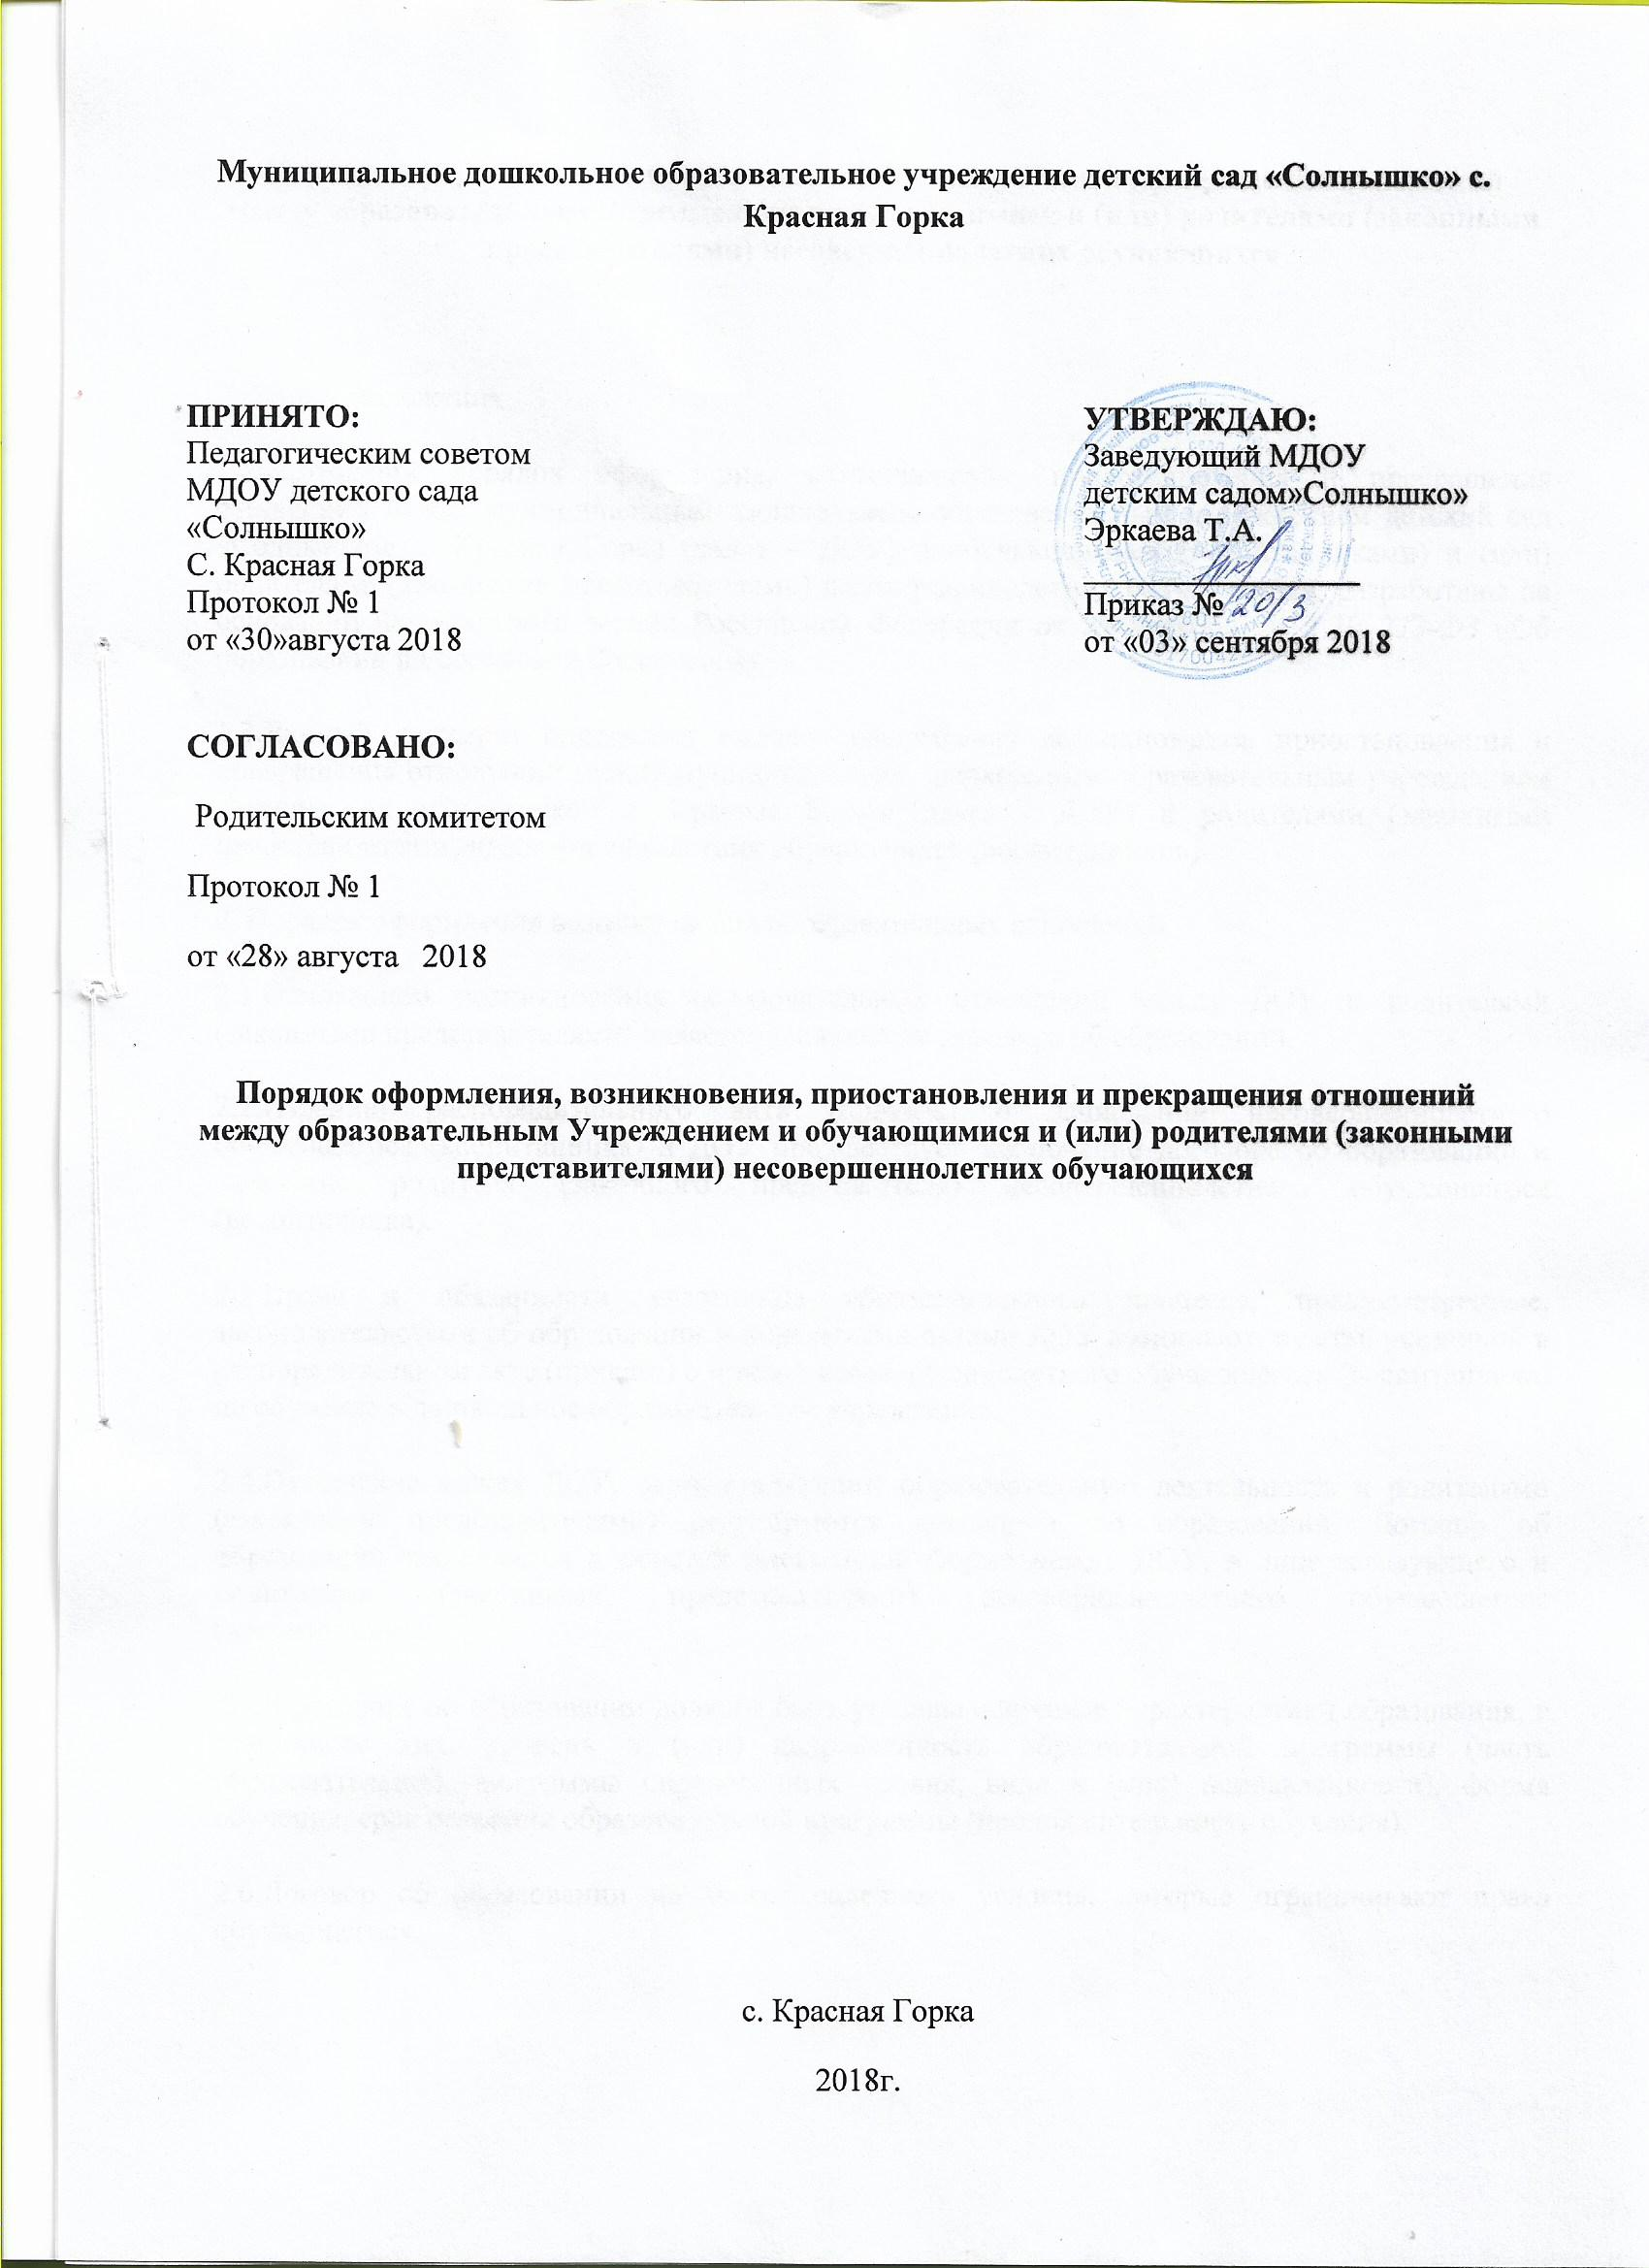 Муниципальное дошкольное образовательное учреждение детский сад «Солнышко» с.
Красная Горка
ПРИНЯТО:
Педагогическим советом
МДОУ детского сада
«Солнышко»
С. Красная Горка
Протокол № 1
от «30»августа 2018
УТВЕРЖДАЮ:
Заведующий МДОУ
детским садом»Солнышко»
Эркаева Т.А.
Приказ № 20/3
от «03» сентября 2018
СОГЛАСОВАНО:
Родительским комитетом
Протокол № 1
от «28» августа 2018
Порядок оформления, возникновения, приостановления и прекращения отношений
между образовательным Учреждением и обучающимися и (или) родителями (законными
представителями) несовершеннолетних обучающихся
с. Красная Горка
2018г.